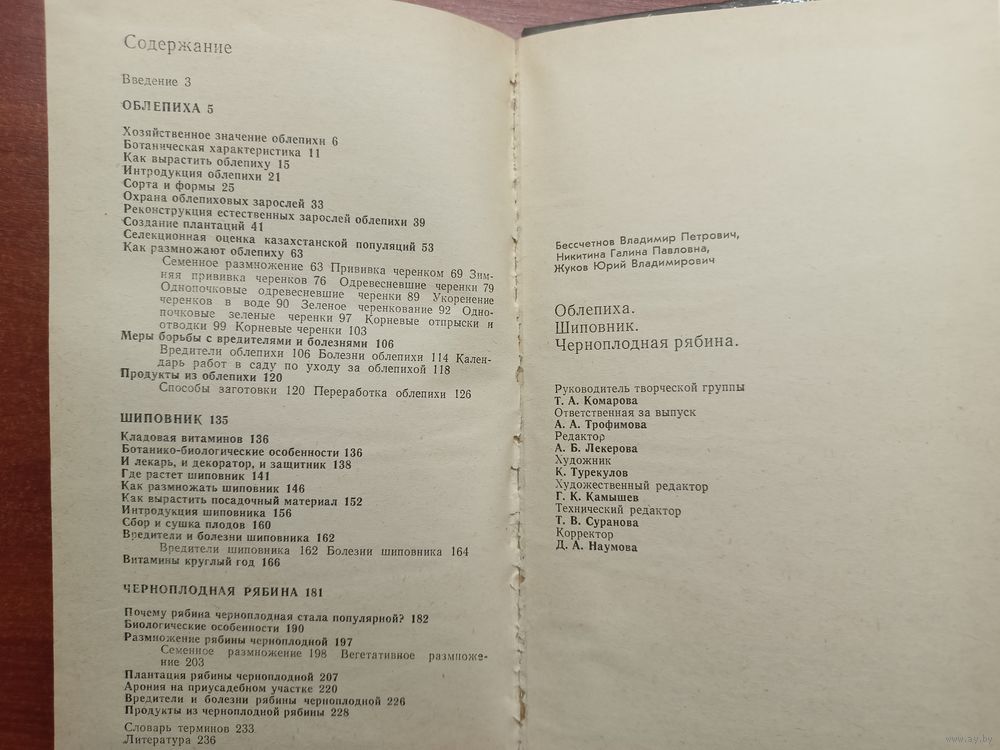 Содержание
Введение 3
ОБЛЕПИХА 5
Хозяйственное значение облепихи 6
Ботаническая характеристика 11
Как вырастить облепиху 15
Интродукция облепихи 21
Сорта и формы 25
Охрана облепиховых зарослей 33
Реконструкция естественных зарослей облепихи 39
Создание плантаций 41
Селекционная оценка казахстанской популяций 53
Как размножают облепиху 63
Семенное размножение 63 Прививка черенком 69 Зим-
няя прививка черенков 76 Одревесневшие черенки 79
Однопочковые одревесневшие черенки 89 Укоренение
черенков в воде 90 Зеленое черенкование 92 Одно-
почковые зеленые черенки 97 Корневые отпрыски и
отводки 99 Корневые черенки 103
Меры борьбы с вредителями и болезнями 106
Вредители облепихи 106 Болезни облепихи 114 Кален-
дарь работ в саду по уходу за облепихой 118
Продукты из облепихи 120
Способы заготовки 120 Переработка облепихи 126
ШИПОВНИК 135
Кладовая витаминов 136
Ботанико-биологические особенности 136
И лекарь, и декоратор, и защитник 138
Где растет шиповник 141
Как размножать шиповник 146
Как вырастить посадочный материал 152
Интродукция шиповника 156
Сбор и сушка плодов 160
Вредители и болезни шиповника 162
Вредители шиповника 162 Болезни шиповника 164
Витамины круглый год 166
ЧЕРНОПЛОДНАЯ РЯБИНА 181
Почему рябина черноплодная стала популярной? 182
Биологические особенности 190
Размножение рябины черноплодной 197
Семенное размножение 198 Вегетативное размноже-
ние 203
Плантация рябины черноплодной 207
Арония на приусадебном участке 220
Вредители и болезни рябины черноплодной 226
Продукты из черноплодной рябины 228
Словарь терминов 233
Литература 236
Бессчетнов Владимир Петрович,
Никитина Галина Павловна,
Жуков Юрий Владимирович
Облепиха.
Шиповник.
Черноплодная рябина.
Руководитель творческой группы
Т. А. Комарова
Ответственная за выпуск
А. А. Трофимова
Редактор
А. Б. Лекерова
Художник
К. Турекулов
Художественный редактор
Г. К. Камышев
Технический редактор
Т. В. Суранова
Корректор
Д. А. Наумова
www.ay.by